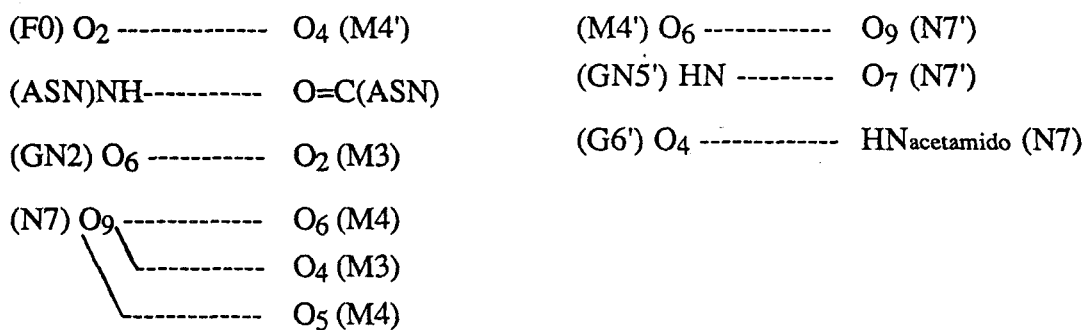 (F0) O2 ------------- O4 (M4')
(ASN)NH----------- O=C(ASN)
(GN2) O6 ----------- O2 (M3)
(N7) O9 ------------- O6 (M4)
------------ O4 (M3)
------------- O5 (M4)
(M4') O6 ----------- O9 (N7')
(GN5') HN --------- O7 (N7')
(G6') O4 ------------ HNacetamido (N7)